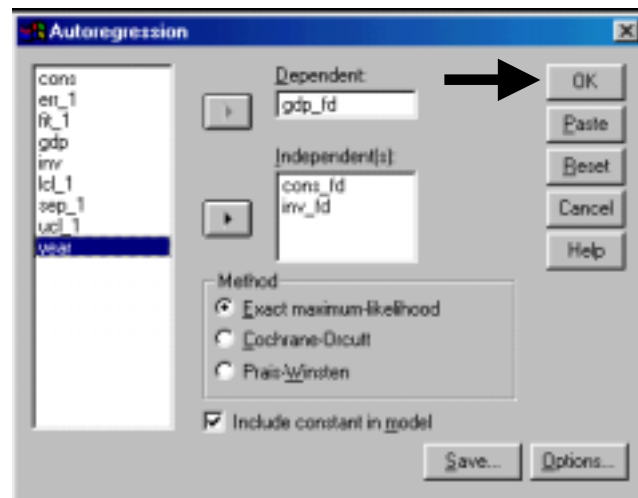 Autoregression
cons
err_1
fit_1
gdp
inv
lcl_1
sep_1
ucl_1
year
Dependent:
gdp_fd
Independent(s):
cons_fd
inv_fd
Method
Exact maximum-likelihood
Cochrane-Orcutt
Prais-Winsten
Include constant in model
OK
Paste
Reset
Cancel
Help
Save...
Options...